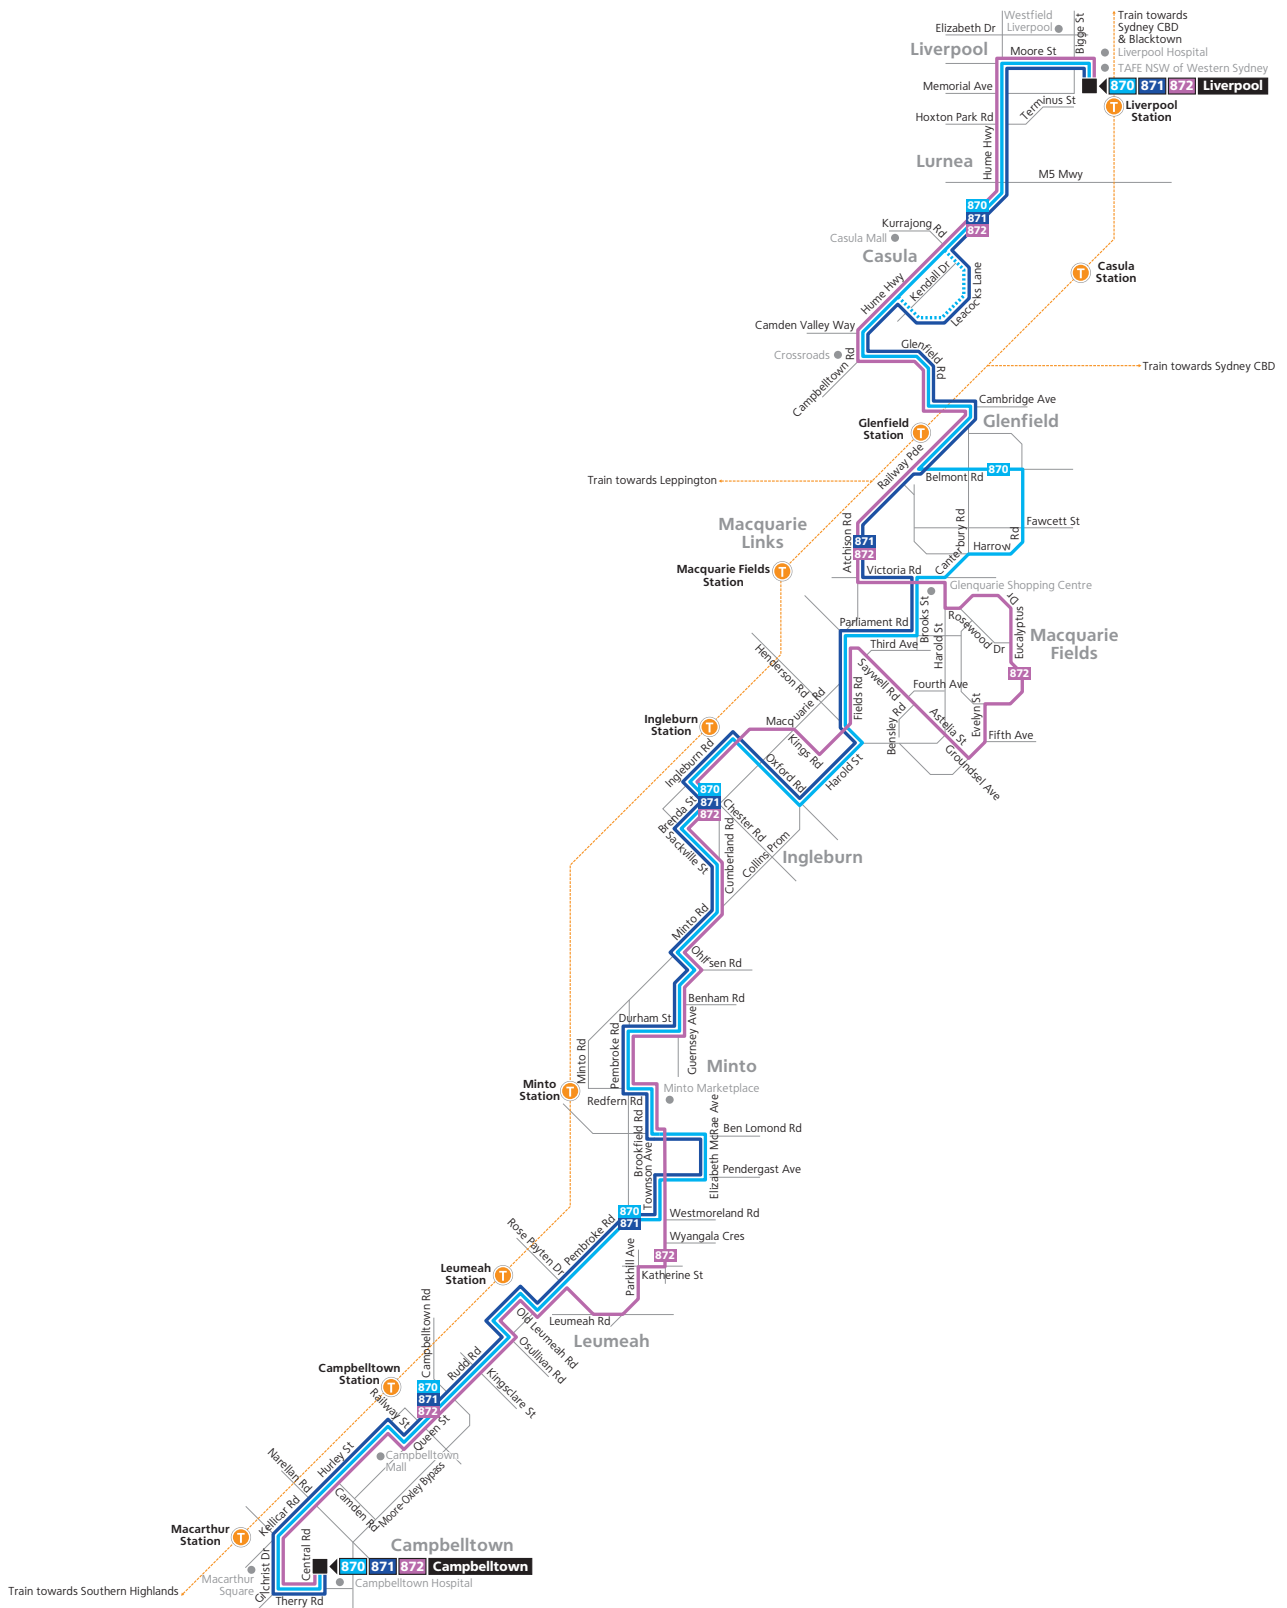 Westfield
Liverpool
Elizabeth Dr
Bigge St
Train towards
Sydney CBD
& Blacktown
Liverpool
Moore St
Liverpool Hospital
TAFE NSW of Western Sydney
Memorial Ave
870 871 872 Liverpool
Terminus St
Liverpool
Station
Hoxton Park Rd
Hume Hwy
Lurnea
M5 Mwy
870
871
872
Kurrajong Rd
Casula Mall
Casula
Kendall Dr
Leacocks Lane
Casula
Station
Hume Hwy
Camden Valley Way
Crossroads
Glenfield Rd
Campbelltown Rd
Train towards Sydney CBD
Cambridge Ave
Glenfield
Glenfield
Station
Railway Pde
870
Belmont Rd
Train towards Leppington
Macquarie
Links
Atchison Rd
871
872
Canterbury Rd
Fawcett St
Harrow Rd
Macquarie Fields
Station
Victoria Rd
Glenquarie Shopping Centre
Brooks St
Harold St
Rosewood Dr
Eucalyptus Dr
Macquarie
Fields
Parliament Rd
Third Ave
Henderson Rd
Saywell Rd
872
Fourth Ave
Fields Rd
Bensley Rd
Astelia St
Evelyn St
Fifth Ave
Groundsel Ave
Ingleburn
Station
Macquarie Rd
Kings Rd
Ingleburn Rd
Oxford Rd
Harold St
870
871
872
Brenda St
Chester Rd
Sackville St
Cumberland Rd
Collins Prom
Ingleburn
Minto Rd
Ohlfsen Rd
Benham Rd
Durham St
Guernsey Ave
Pembroke Rd
Minto Rd
Minto
Minto
Station
Minto Marketplace
Redfern Rd
Brookfield Rd
Elizabeth McRae Ave
Ben Lomond Rd
Townson Ave
Pendergast Ave
870
871
Westmoreland Rd
Rose Payten Dr
Pembroke Rd
Wyangala Cres
872
Parkhill Ave
Katherine St
Leumeah
Station
Leumeah Rd
Leumeah
Old Leumeah Rd
Osullivan Rd
Campbelltown Rd
Rudd Rd
Kingsclare St
Campbelltown
Station
870
871
872
Railway St
Queen St
Hurley St
Campbelltown
Mall
Narellan Rd
Camden Rd
Moore-Oxley Bypass
Kellicar Rd
Macarthur
Station
Central Rd
Campbelltown
870 871 872 Campbelltown
Gilchrist Dr
Macarthur
Square
Campbelltown Hospital
Train towards Southern Highlands
Therry Rd
T
T
T
T
T
T
T
T
T